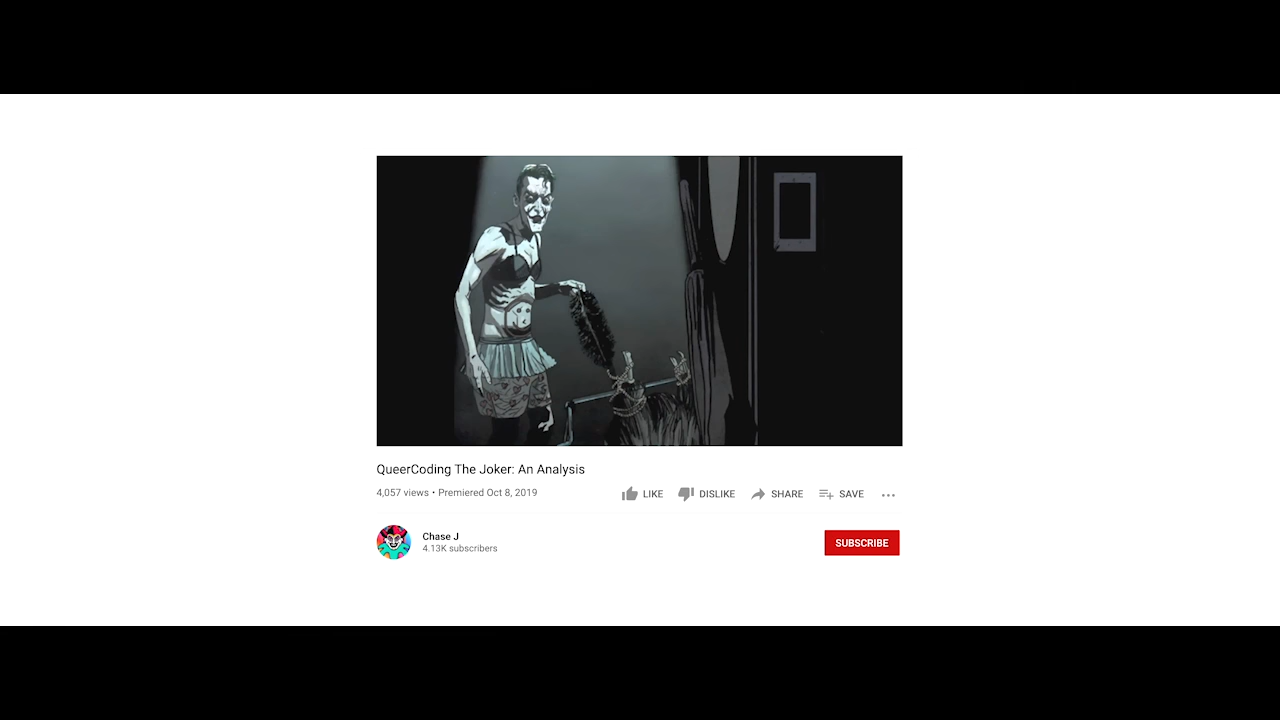 QueerCoding The Joker: An Analysis
4,057 views • Premiered Oct 8, 2019
LIKE
DISLIKE
SHARE
SAVE
Chase J
4.13K subscribers
SUBSCRIBE